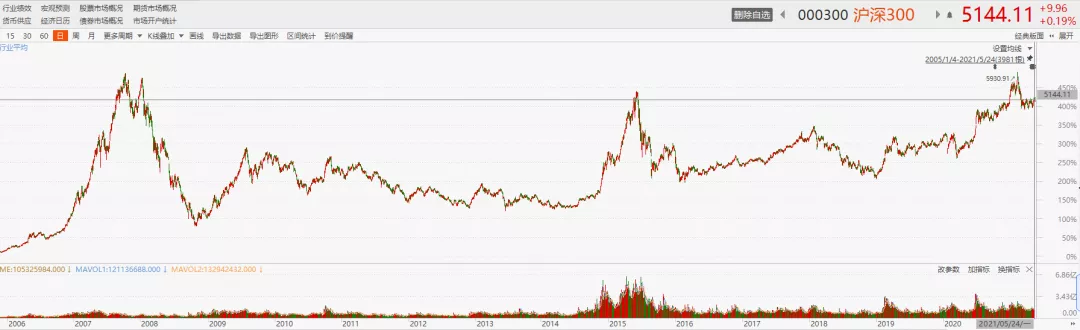 行业绩效 宏观预测 股票市场概况 期货市场概况
货币供应 经济日历 债券市场概况 市场开户统计
删除自选 000300 沪深300 5144.11 +9.96
+0.19%
15 30 60 日 周 月 更多周期 K线叠加 画线 导出数据 导出图形 区间统计 到价提醒 经典版面 展开
行业平均 设置均线
2005/1/4-2021/5/24(3981根)
5930.91
450%
5144.11
400%
350%
300%
250%
200%
150%
100%
50%
0%
ME:105325984.000↓ MAVOL1:121136688.000↓ MAVOL2:132942432.000↓ 改参数 加指标 换指标
6.86亿
3.43亿
0.00
2006 2007 2008 2009 2010 2011 2012 2013 2014 2015 2016 2017 2018 2019 2020 2021/05/24/一